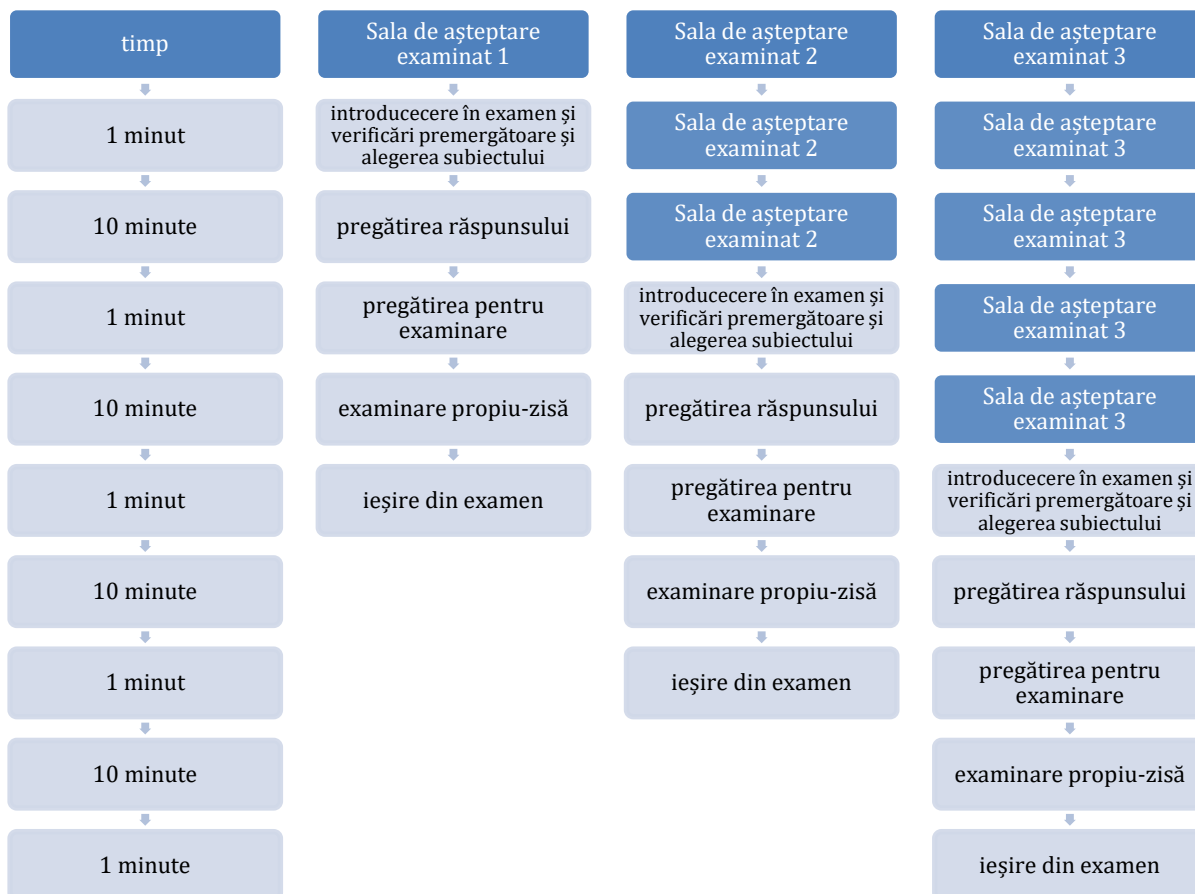 timp
1 minut
10 minute
1 minut
10 minute
1 minut
10 minute
1 minut
10 minute
1 minute
Sala de așteptare
examinat 1
introducecere în examen și
verificări premergătoare și
alegerea subiectului
pregătirea răspunsului
pregătirea pentru
examinare
examinare propiu-zisă
ieșire din examen
Sala de așteptare
examinat 2
Sala de așteptare
examinat 2
Sala de așteptare
examinat 2
introducecere în examen și
verificări premergătoare și
alegerea subiectului
pregătirea răspunsului
pregătirea pentru
examinare
examinare propiu-zisă
ieșire din examen
Sala de așteptare
examinat 3
Sala de așteptare
examinat 3
Sala de așteptare
examinat 3
Sala de așteptare
examinat 3
Sala de așteptare
examinat 3
introducecere în examen și
verificări premergătoare și
alegerea subiectului
pregătirea răspunsului
pregătirea pentru
examinare
examinare propiu-zisă
ieșire din examen